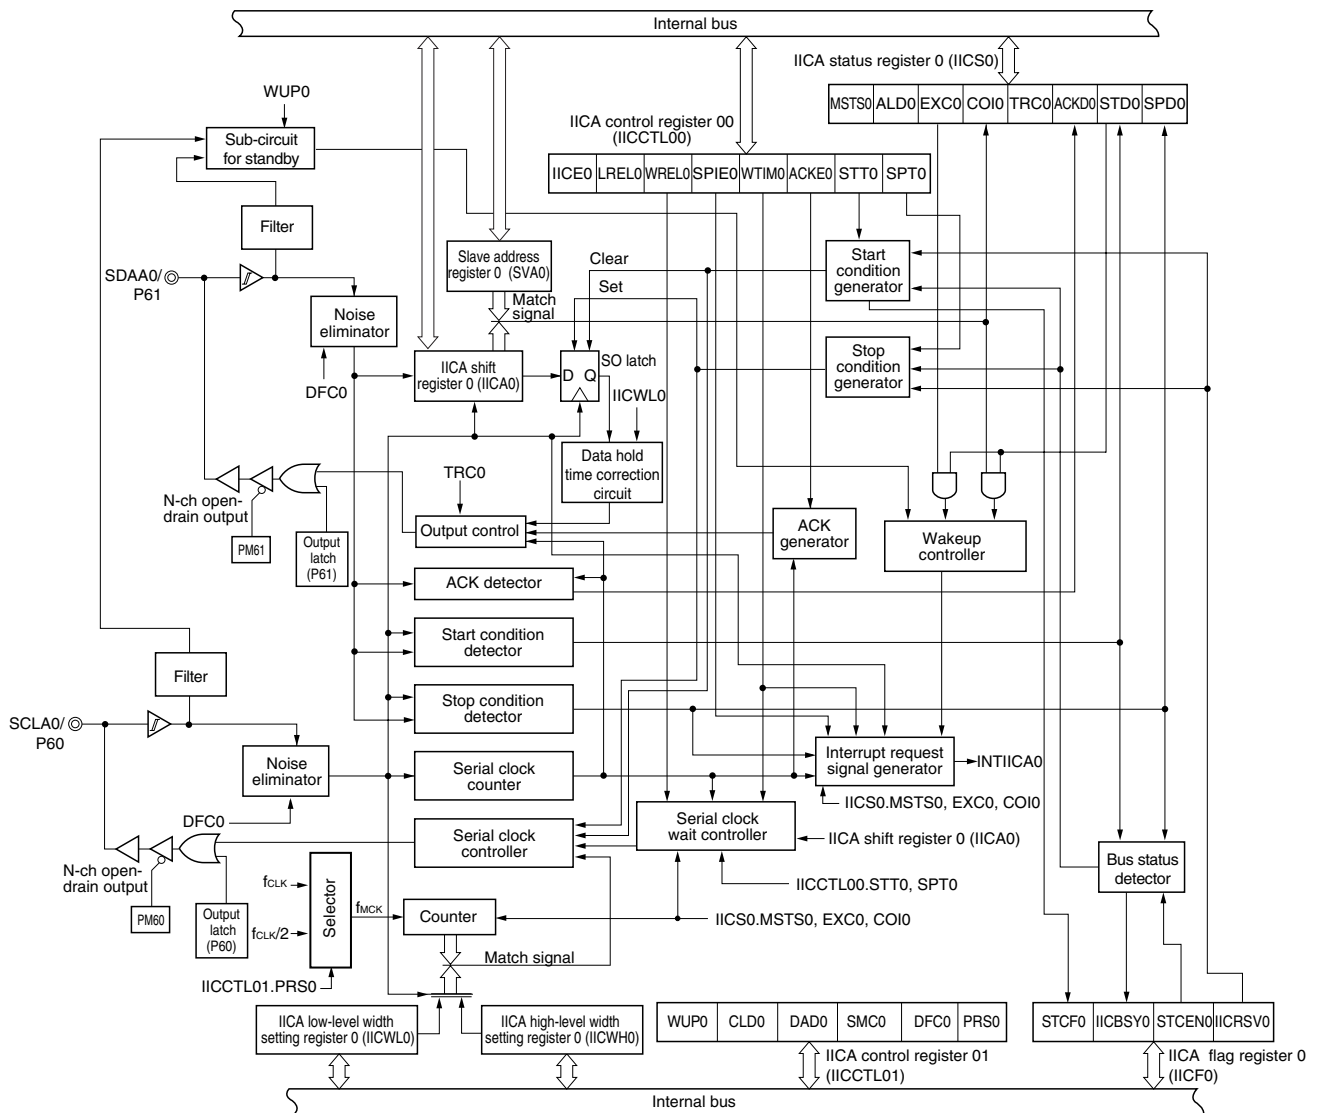 Internal bus
IICA status register 0 (IICS0)
WUP0
MSTS0 ALD0 EXC0 COI0 TRC0 ACKD0 STD0 SPD0
IICA control register 00
(IICCTL00)
Sub-circuit
for standby
IICE0 LREL0 WREL0 SPIE0 WTIM0 ACKE0 STT0 SPT0
Filter
Slave address
register 0 (SVA0)
Clear
Set
Start
condition
generator
SDAA0/
P61
Noise
eliminator
Match
signal
DFC0
IICA shift
register 0 (IICA0)
SO latch
D Q
IICWL0
Stop
condition
generator
Data hold
time correction
circuit
TRC0
N-ch open-
drain output
PM61
Output
latch
(P61)
Output control
ACK
generator
Wakeup
controller
ACK detector
Start condition
detector
Filter
Stop condition
detector
SCLA0/
P60
Noise
eliminator
Serial clock
counter
Interrupt request
signal generator
INTIICA0
IICS0.MSTS0, EXC0, COI0
DFC0
Serial clock
controller
Serial clock
wait controller
IICA shift register 0 (IICA0)
Bus status
detector
N-ch open-
drain output
PM60
Output
latch
(P60)
fCLK
fCLK/2
Selector
fMCK
Counter
IICCTL00.STT0, SPT0
IICS0.MSTS0, EXC0, COI0
Match signal
IICCTL01.PRS0
IICA low-level width
setting register 0 (IICWL0)
IICA high-level width
setting register 0 (IICWH0)
WUP0 CLD0 DAD0 SMC0 DFC0 PRS0
STCF0 IICBSY0 STCEN0 IICRSV0
IICA control register 01
(IICCTL01)
IICA flag register 0
(IICF0)
Internal bus